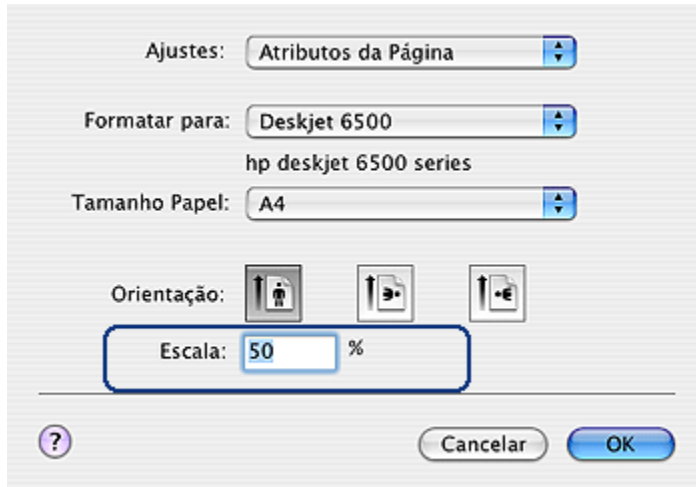 Ajustes: Atributos da Página
Formatar para: Deskjet 6500
hp deskjet 6500 series
Tamanho Papel: A4
Orientação:
Escala: 50 %
? Cancelar OK